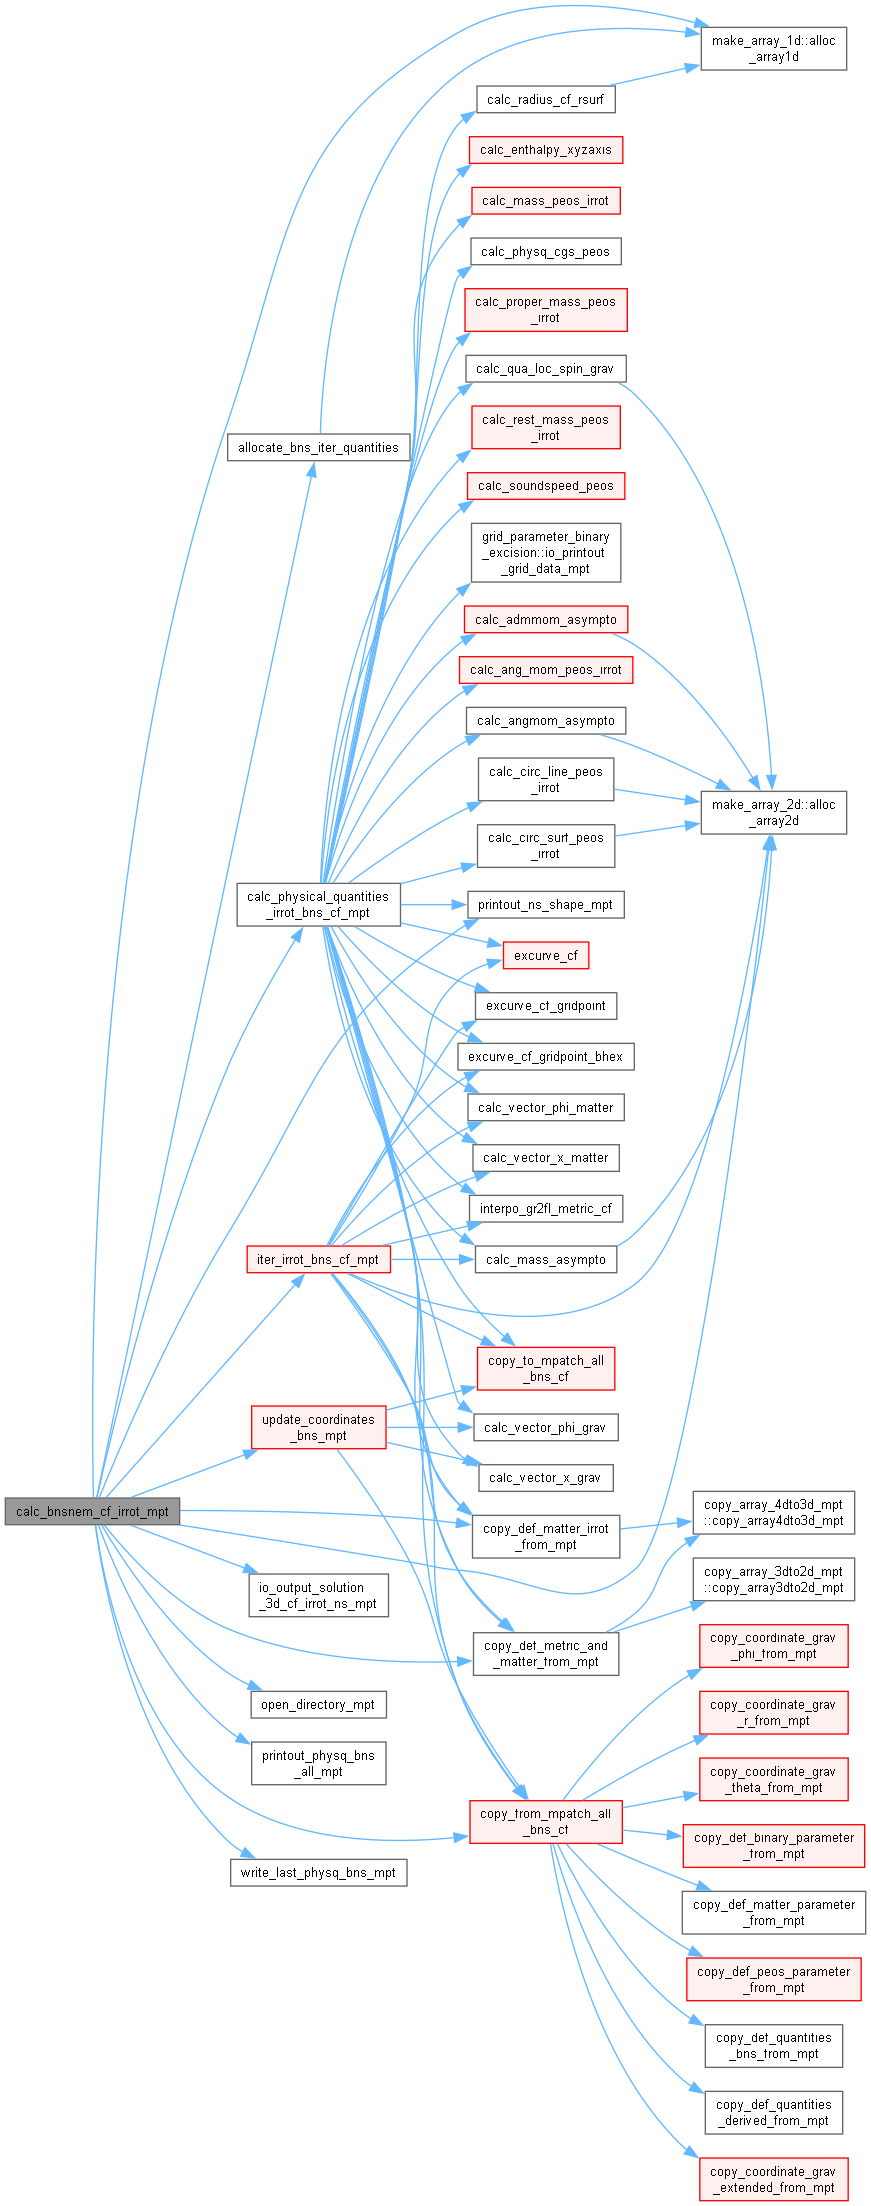 make_array_1d::alloc
_array1d
calc_radius_cf_rsurf
calc_enthalpy_xyzaxis
calc_mass_peos_irrot
calc_physq_cgs_peos
calc_proper_mass_peos
_irrot
calc_qua_loc_spin_grav
calc_rest_mass_peos
_irrot
allocate_bns_iter_quantities
calc_soundspeed_peos
grid_parameter_binary
_excision::io_printout
_grid_data_mpt
calc_admmom_asympto
calc_ang_mom_peos_irrot
calc_angmom_asympto
calc_circ_line_peos
_irrot
make_array_2d::alloc
_array2d
calc_circ_surf_peos
_irrot
calc_physical_quantities
_irrot_bns_cf_mpt
printout_ns_shape_mpt
excurve_cf
excurve_cf_gridpoint
excurve_cf_gridpoint_bhex
calc_vector_phi_matter
calc_vector_x_matter
interpo_gr2fl_metric_cf
iter_irrot_bns_cf_mpt
calc_mass_asympto
copy_to_mpatch_all
_bns_cf
update_coordinates
_bns_mpt
calc_vector_phi_grav
calc_vector_x_grav
calc_bnsnem_cf_irrot_mpt
copy_def_matter_irrot
_from_mpt
copy_array_4dto3d_mpt
::copy_array4dto3d_mpt
io_output_solution
_3d_cf_irrot_ns_mpt
copy_array_3dto2d_mpt
::copy_array3dto2d_mpt
copy_def_metric_and
_matter_from_mpt
copy_coordinate_grav
_phi_from_mpt
open_directory_mpt
copy_coordinate_grav
_r_from_mpt
printout_physq_bns
_all_mpt
copy_coordinate_grav
_theta_from_mpt
copy_from_mpatch_all
_bns_cf
copy_def_binary_parameter
_from_mpt
write_last_physq_bns_mpt
copy_def_matter_parameter
_from_mpt
copy_def_peos_parameter
_from_mpt
copy_def_quantities
_bns_from_mpt
copy_def_quantities
_derived_from_mpt
copy_coordinate_grav
_extended_from_mpt